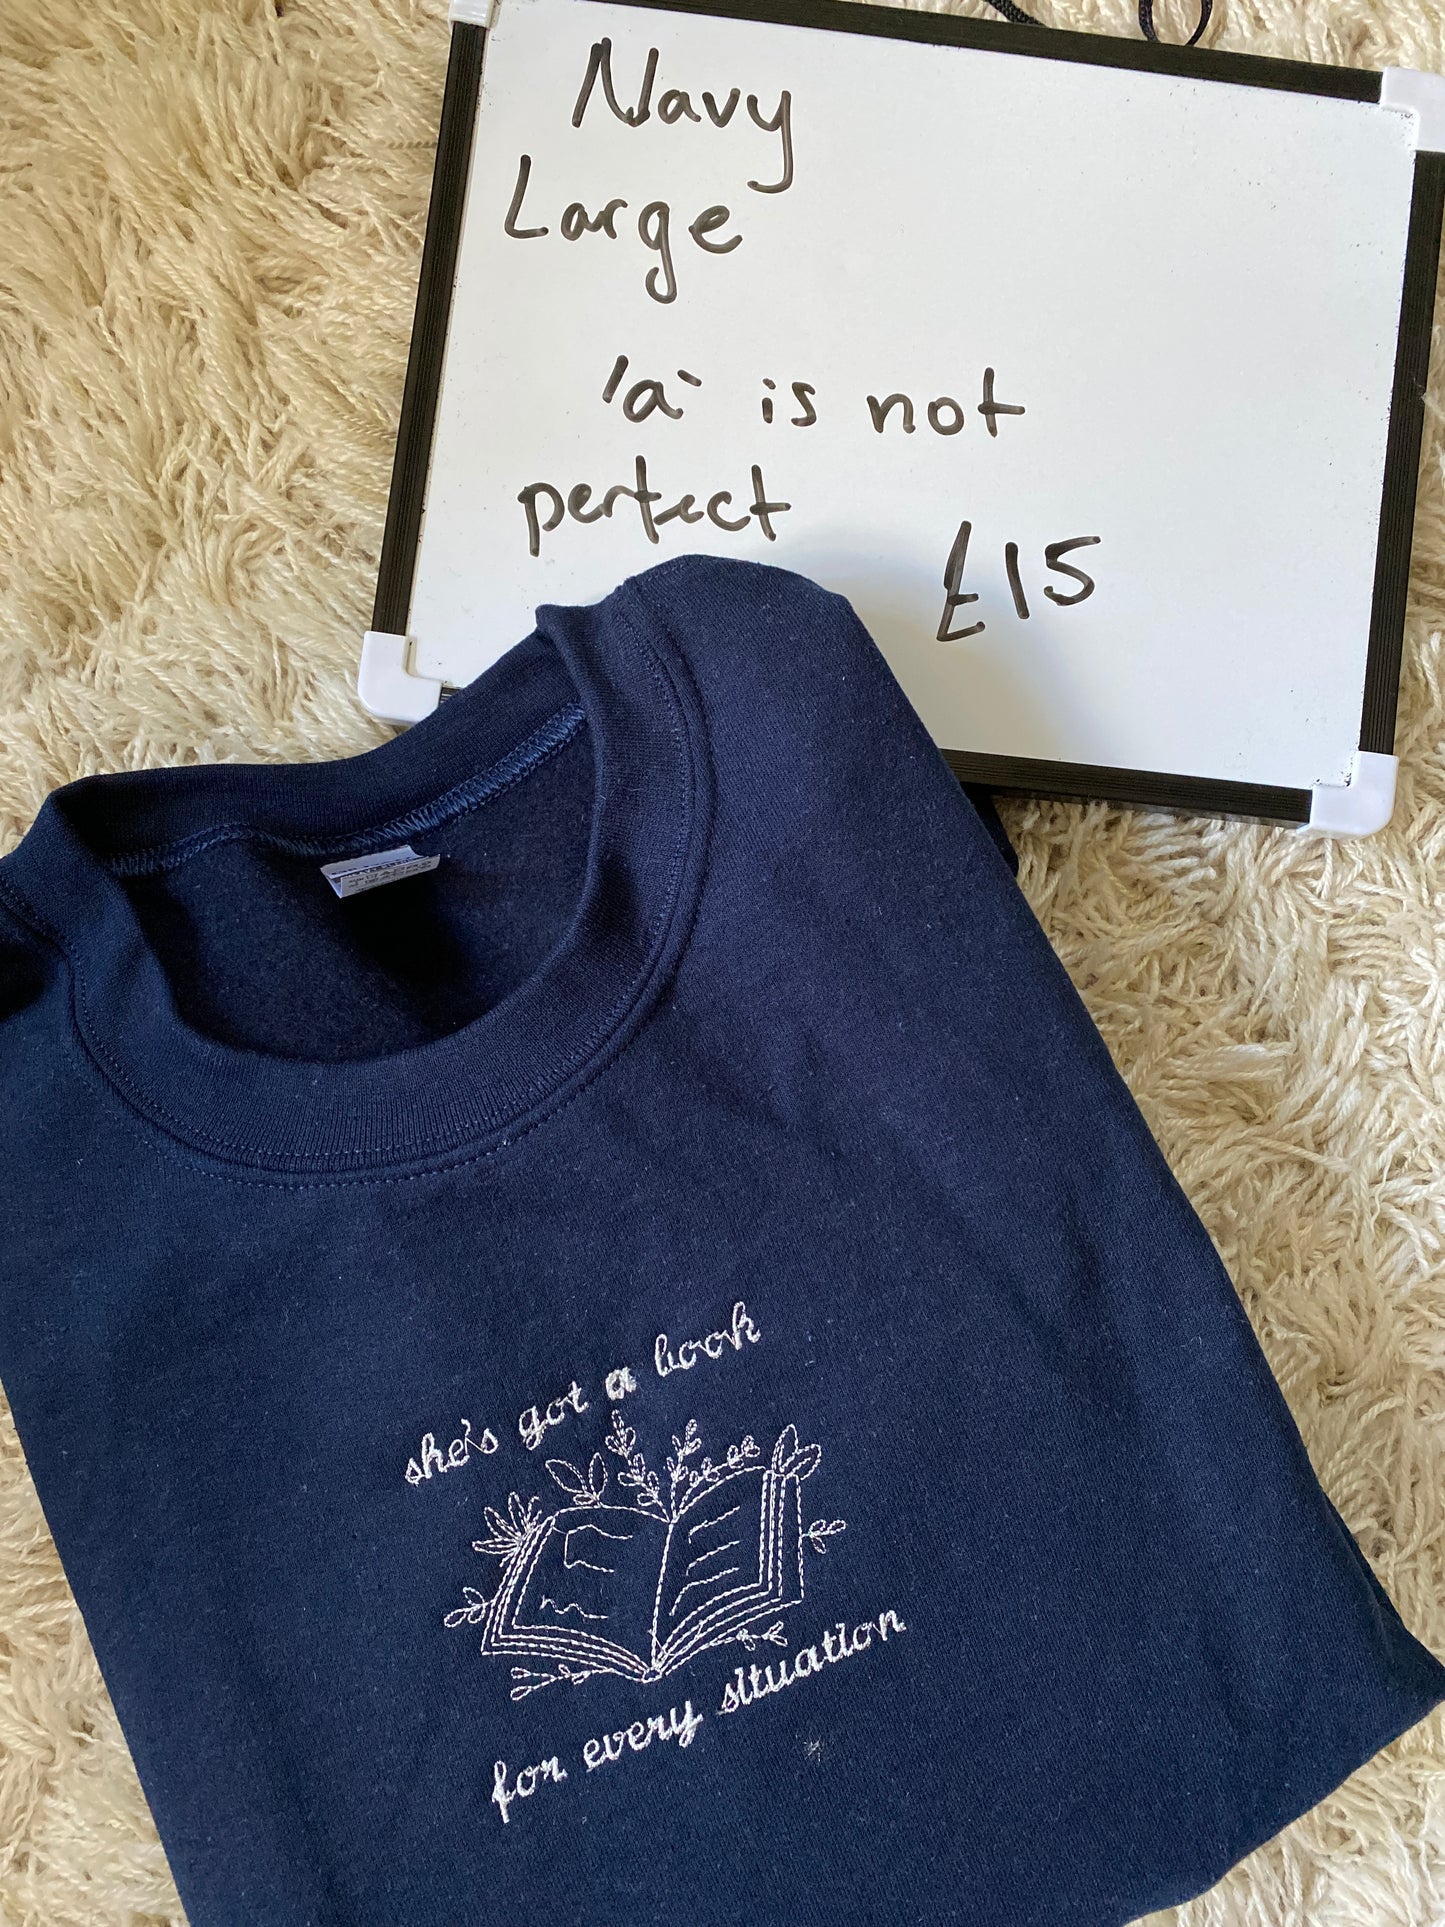 Navy
Large
'a' is not
perfect
£15
she's got a book
for every situation